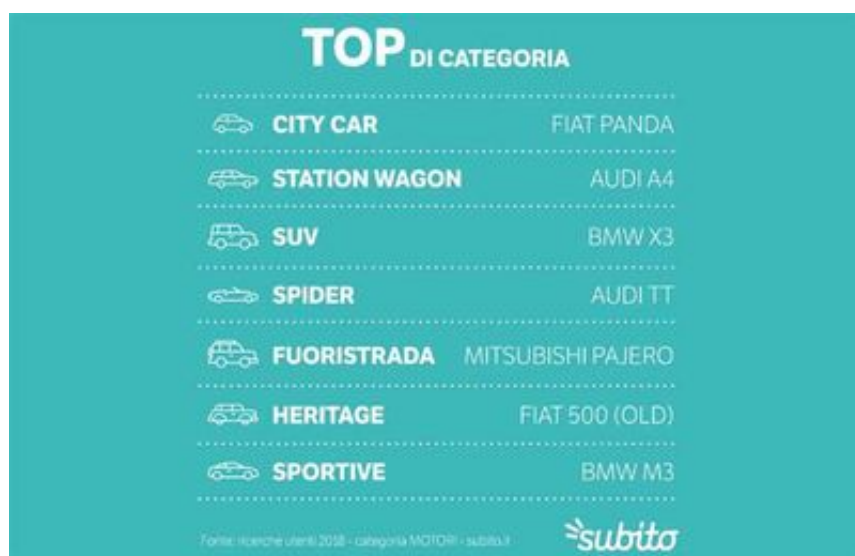 TOP DI CATEGORIA
CITY CAR FIAT PANDA
STATION WAGON AUDI A4
SUV BMW X3
SPIDER AUDI TT
FUORISTRADA MITSUBISHI PAJERO
HERITAGE FIAT 500 (OLD)
SPORTIVE BMW M3
Fonte: ricerche utenti 2018 - categoria MOTORI - subito.it
subito